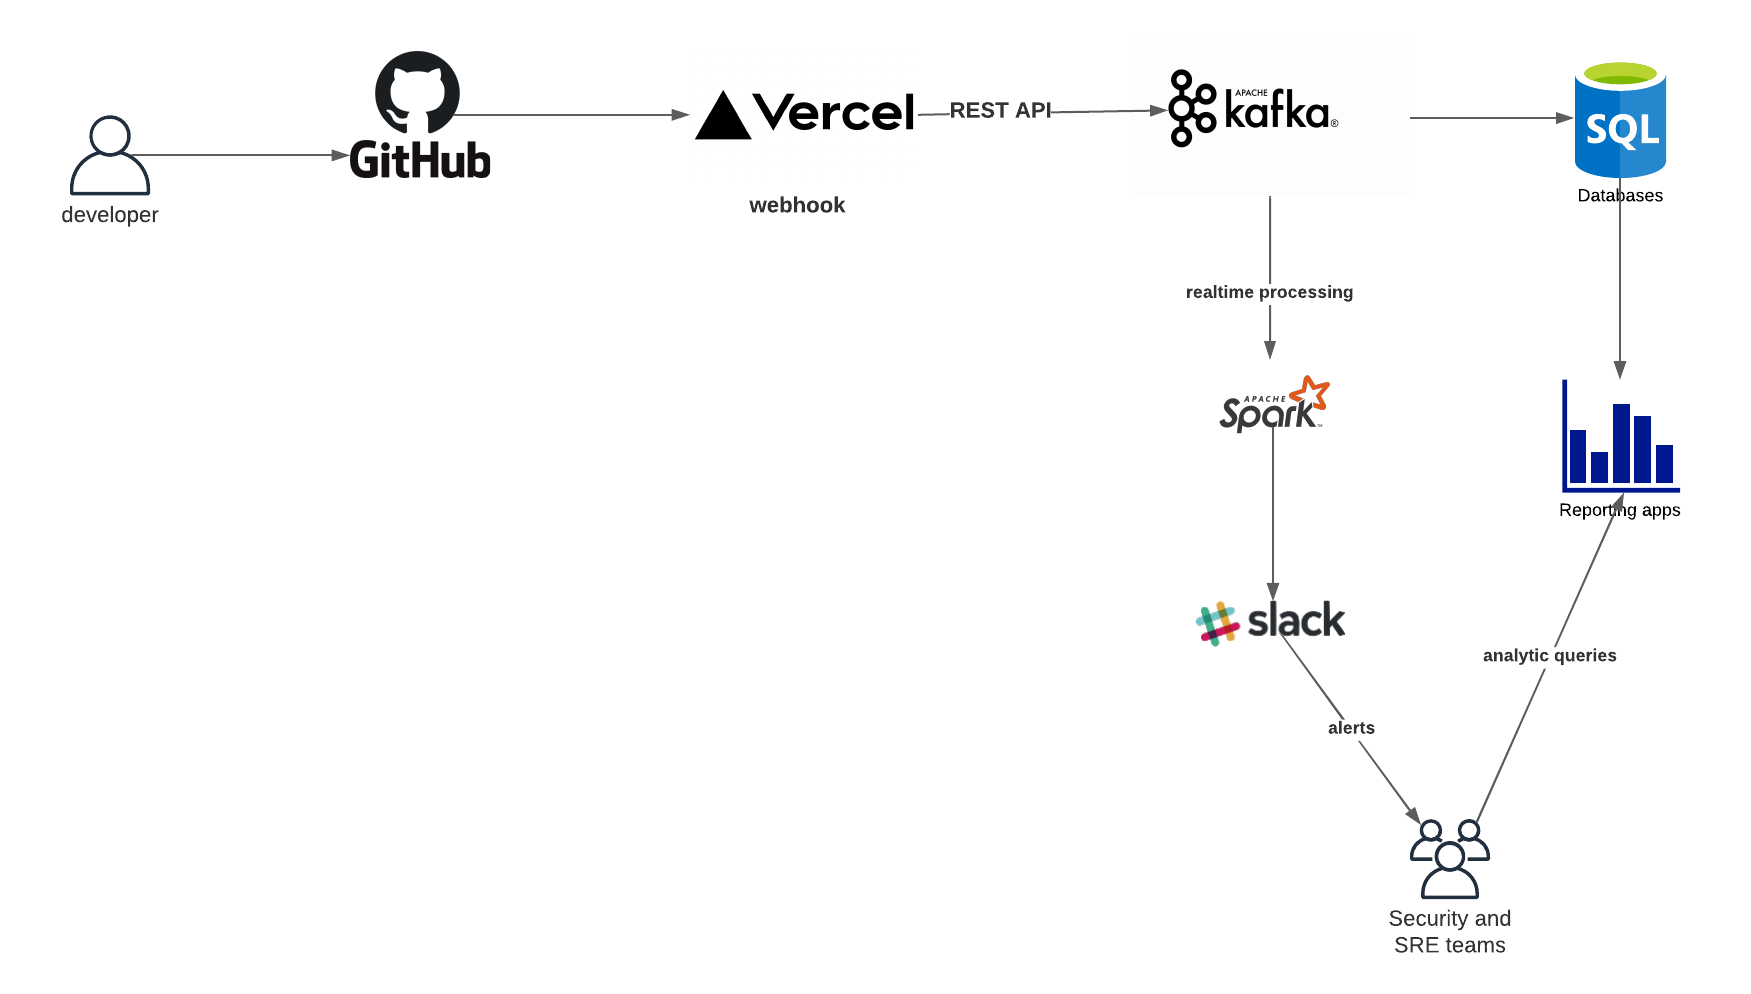 developer
GitHub
Vercel
webhook
REST API
APACHE
kafka®
SQL
Databases
realtime processing
APACHE
Spark™
slack
Reporting apps
analytic queries
alerts
Security and
SRE teams